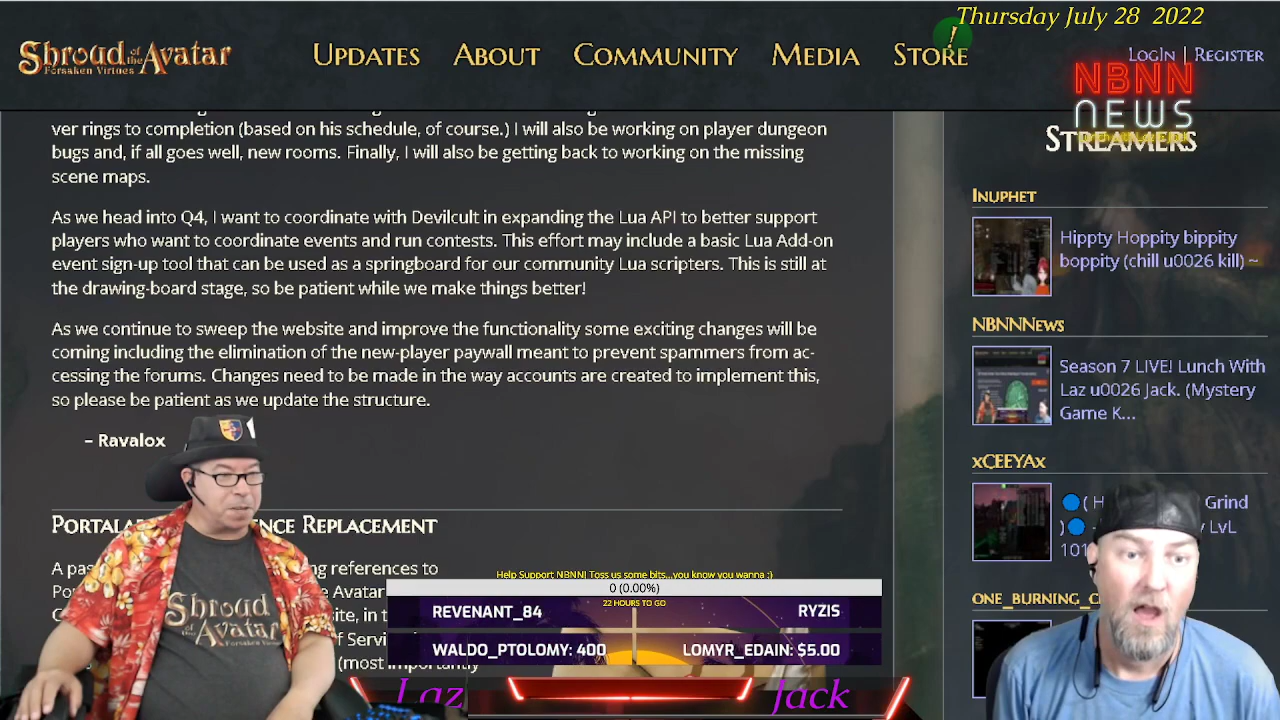 Thursday July 28 2022
Shroud of the Avatar
Forsaken Virtues
Updates About Community Media Store
!
LogIn | Register
NBNN
NEWS
Streamers
ver rings to completion (based on his schedule, of course.) I will also be working on player dungeon
bugs and, if all goes well, new rooms. Finally, I will also be getting back to working on the missing
scene maps.
As we head into Q4, I want to coordinate with Devilcult in expanding the Lua API to better support
players who want to coordinate events and run contests. This effort may include a basic Lua Add-on
event sign-up tool that can be used as a springboard for our community Lua scripters. This is still at
the drawing-board stage, so be patient while we make things better!
As we continue to sweep the website and improve the functionality some exciting changes will be
coming including the elimination of the new-player paywall meant to prevent spammers from ac-
cessing the forums. Changes need to be made in the way accounts are created to implement this,
so please be patient as we update the structure.
– Ravalox
Replacement
A
ng references to
Avatar
ite, in t
f Servi
(most importantly
Shroud
of the Avatar
Forsaken Virtues
Inuphet
Hippty Hoppity bippity
boppity (chill u0026 kill) ~
NBNNNews
Season 7 LIVE! Lunch With
Laz u0026 Jack. (Mystery
Game K...
xCEEYAx
( H Grind
) LvL
101
one_burning_c
Help Support NBNN! Toss us some bits...you know you wanna :)
0 (0.00%)
22 HOURS TO GO
REVENANT_84 RYZIS
WALDO_PTOLOMY: 400 LOMYR_EDAIN: $5.00
Laz Jack